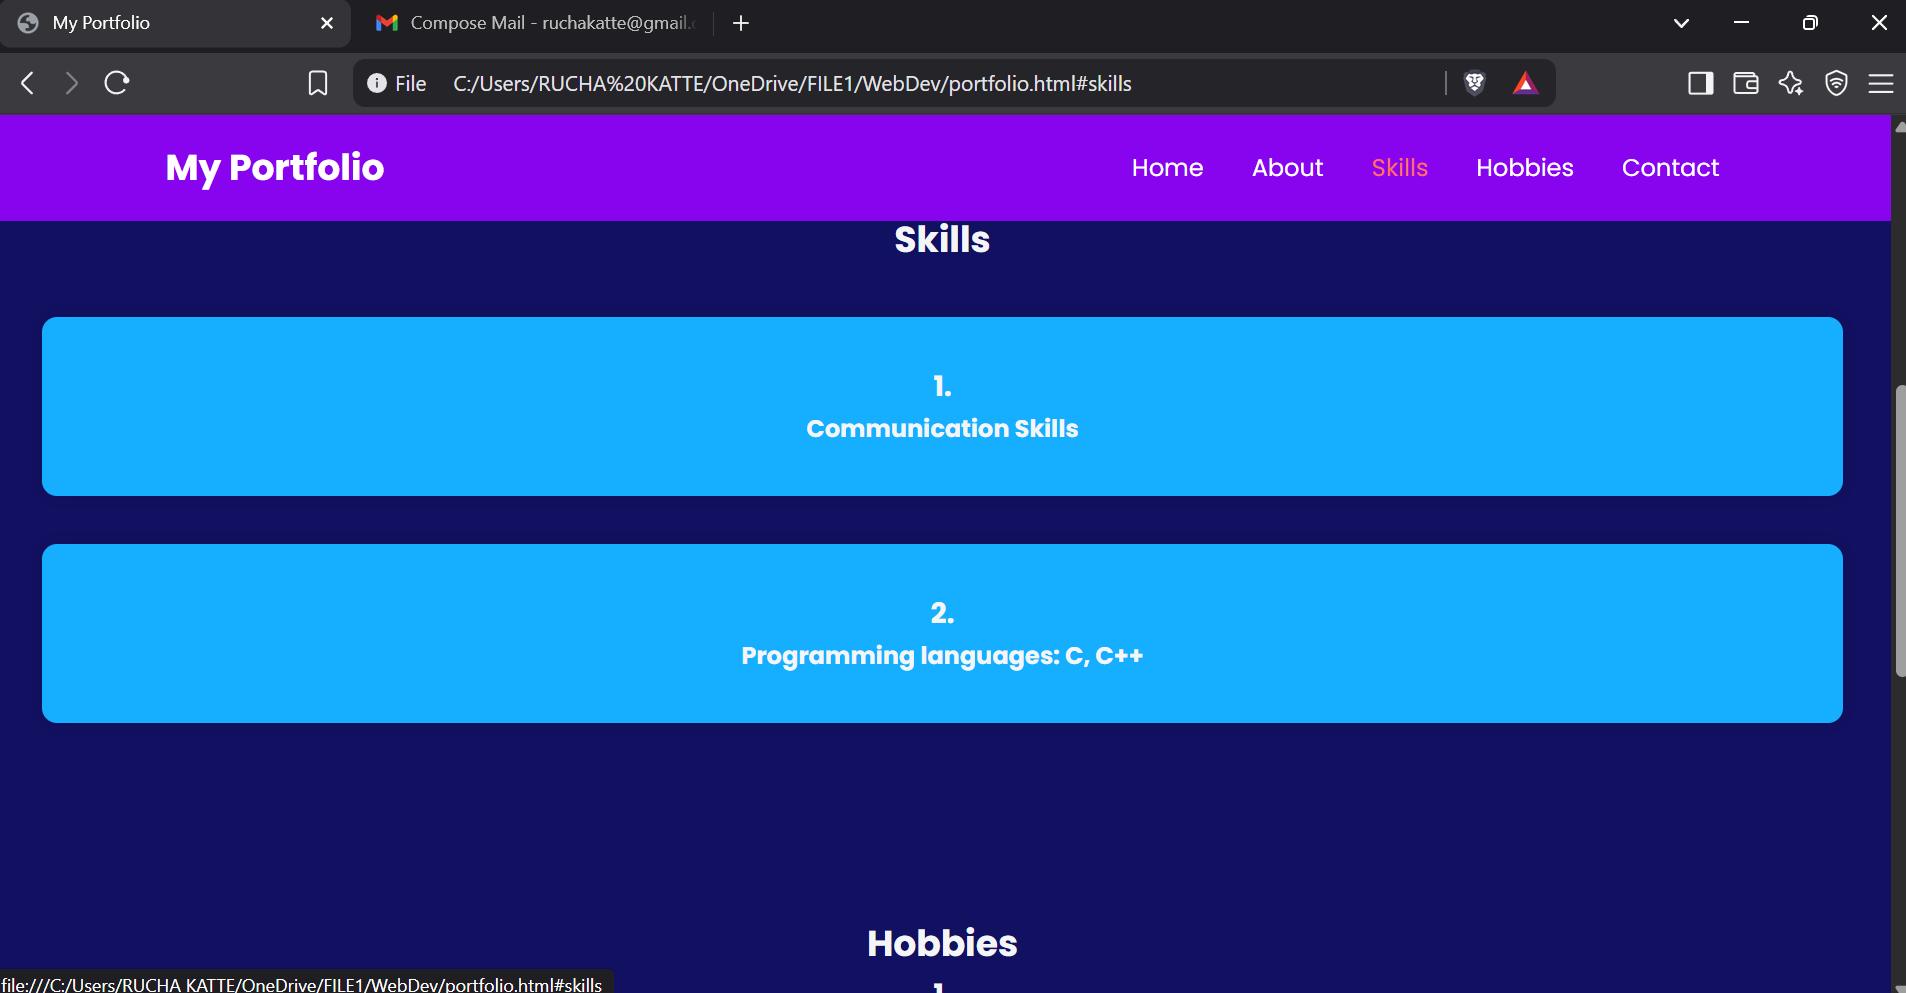 My Portfolio
Compose Mail - ruchakatte@gmail.
File C:/Users/RUCHA%20KATTE/OneDrive/FILE1/WebDev/portfolio.html#skills
My Portfolio
Home About Skills Hobbies Contact
Skills
1.
Communication Skills
2.
Programming languages: C, C++
Hobbies
1.
file:///C:/Users/RUCHA KATTE/OneDrive/FILE1/WebDev/portfolio.html#skills